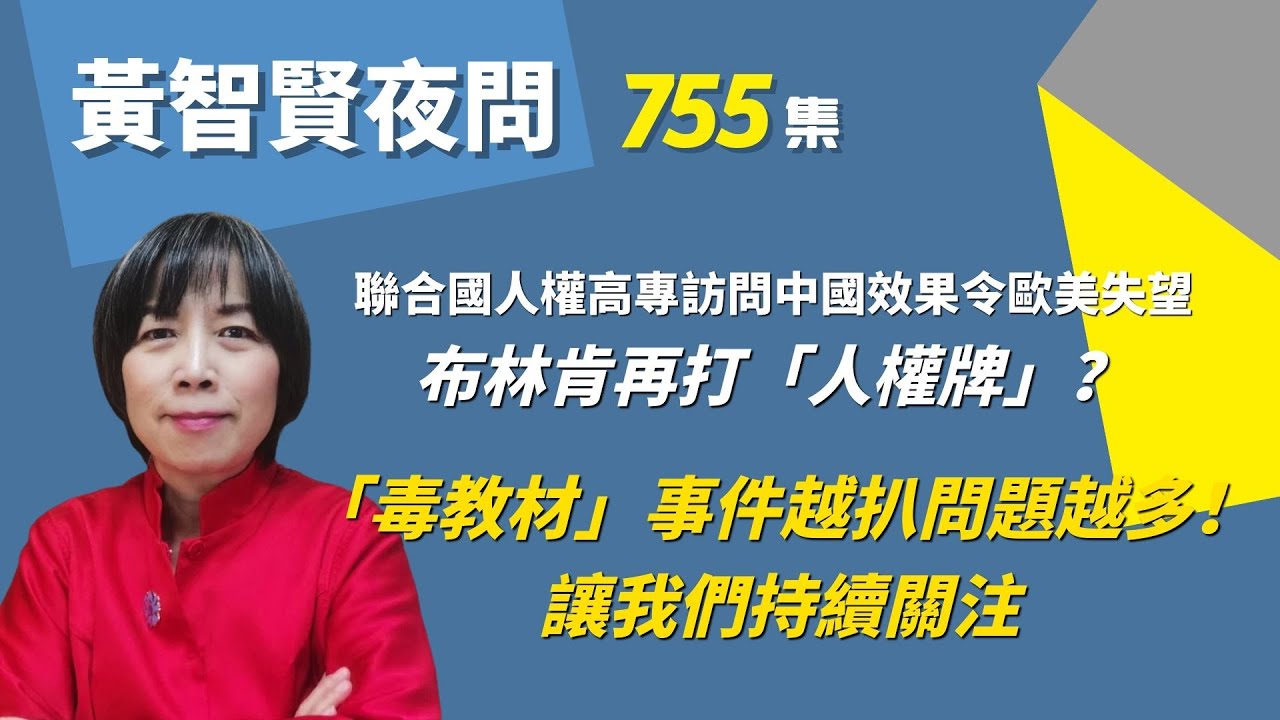 黃智賢夜問 755集
聯合國人權高專訪問中國效果令歐美失望
布林肯再打「人權牌」?
「毒教材」事件越扒問題越多!
讓我們持續關注